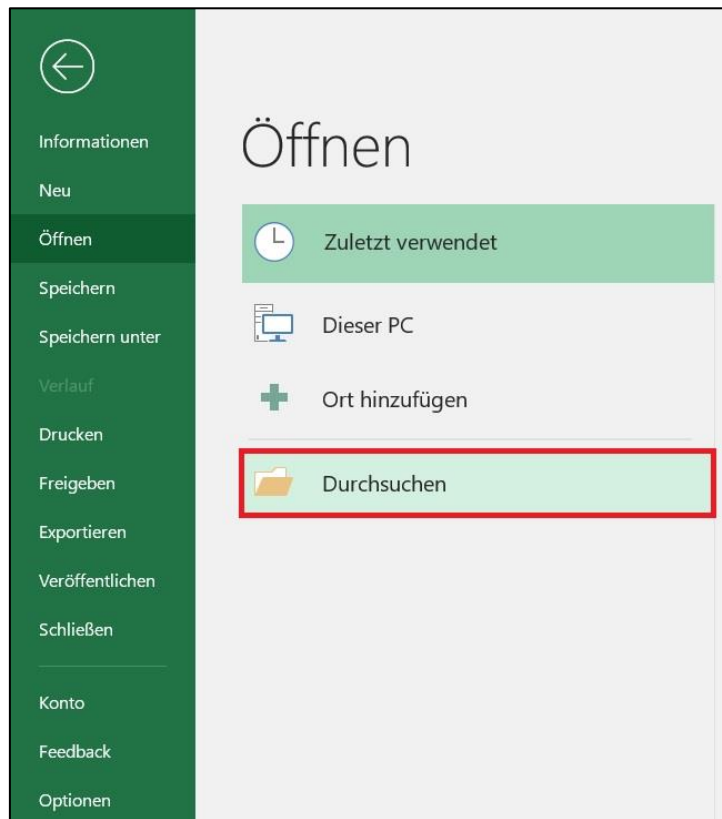 Informationen
Neu
Öffnen
Speichern
Speichern unter
Verlauf
Drucken
Freigeben
Exportieren
Veröffentlichen
Schließen
Konto
Feedback
Optionen
Öffnen
Zuletzt verwendet
Dieser PC
Ort hinzufügen
Durchsuchen